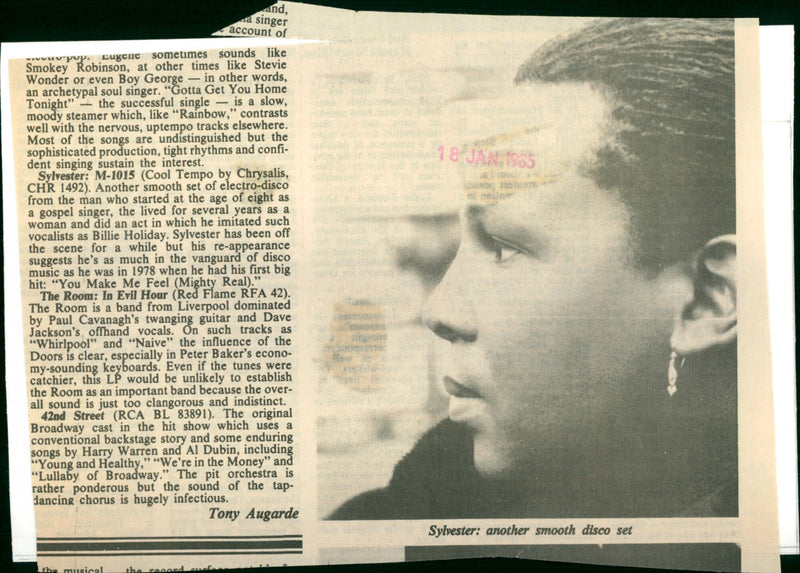 and,
a singer
account of
electro-pop. Eugene sometimes sounds like
Smokey Robinson, at other times like Stevie
Wonder or even Boy George — in other words,
an archetypal soul singer. “Gotta Get You Home
Tonight” — the successful single — is a slow,
moody steamer which, like “Rainbow,” contrasts
well with the nervous, uptempo tracks elsewhere.
Most of the songs are undistinguished but the
sophisticated production, tight rhythms and confi-
dent singing sustain the interest.
Sylvester: M-1015 (Cool Tempo by Chrysalis,
CHR 1492). Another smooth set of electro-disco
from the man who started at the age of eight as
a gospel singer, the lived for several years as a
woman and did an act in which he imitated such
vocalists as Billie Holiday. Sylvester has been off
the scene for a while but his re-appearance
suggests he’s as much in the vanguard of disco
music as he was in 1978 when he had his first big
hit: “You Make Me Feel (Mighty Real).”
The Room: In Evil Hour (Red Flame RFA 42).
The Room is a band from Liverpool dominated
by Paul Cavanagh’s twanging guitar and Dave
Jackson’s offhand vocals. On such tracks as
“Whirlpool” and “Naive” the influence of the
Doors is clear, especially in Peter Baker’s econo-
my-sounding keyboards. Even if the tunes were
catchier, this LP would be unlikely to establish
the Room as an important band because the over-
all sound is just too clangorous and indistinct.
42nd Street (RCA BL 83891). The original
Broadway cast in the hit show which uses a
conventional backstage story and some enduring
songs by Harry Warren and Al Dubin, including
“Young and Healthy,” “We’re in the Money” and
“Lullaby of Broadway.” The pit orchestra is
rather ponderous but the sound of the tap-
dancing chorus is hugely infectious.
Tony Augarde
the musical the record surface
18 JAN 1985
Sylvester: another smooth disco set